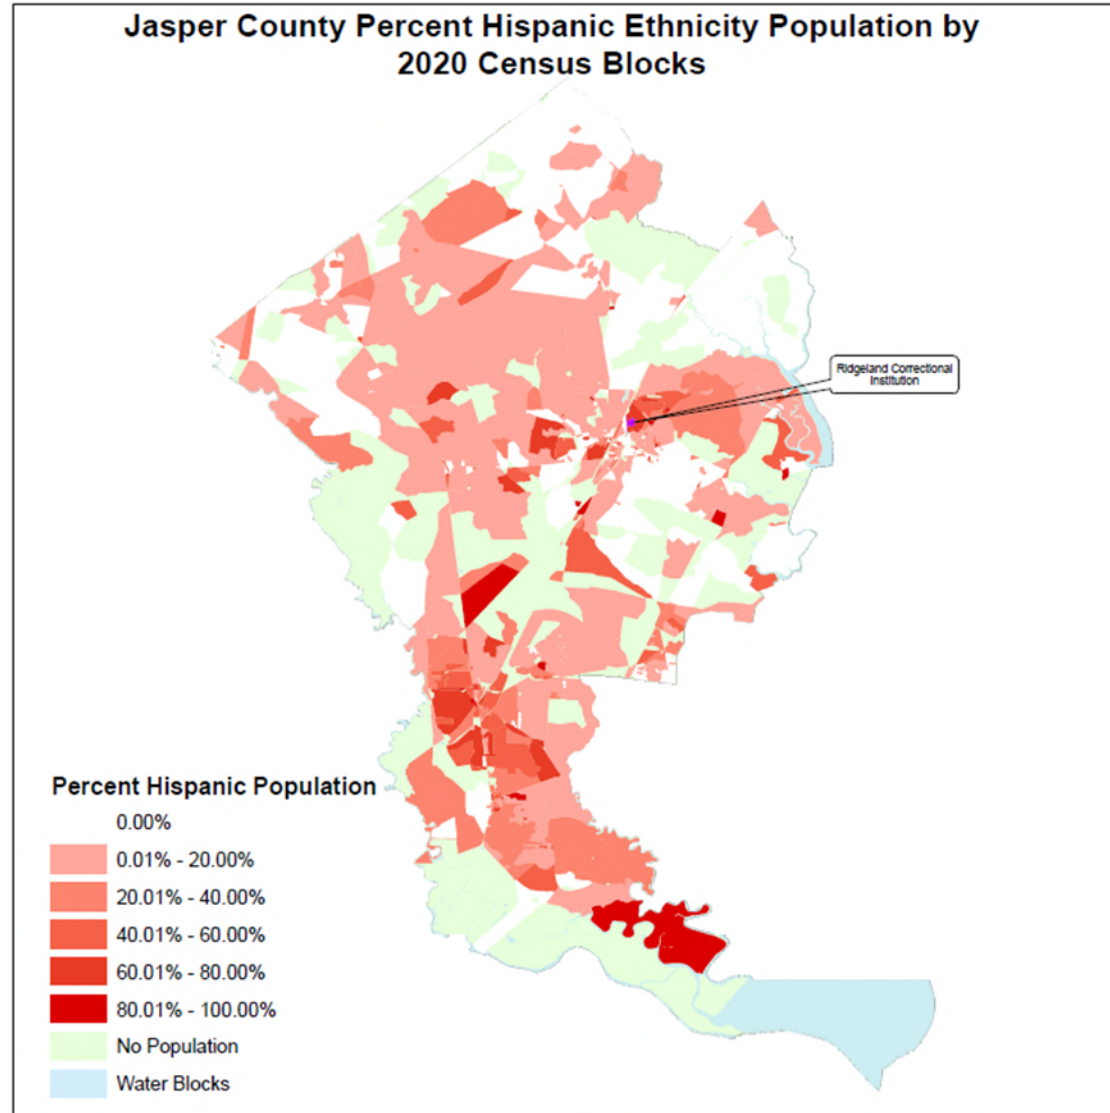 Jasper County Percent Hispanic Ethnicity Population by
2020 Census Blocks
Ridgeland Correctional
Institution
Percent Hispanic Population
0.00%
0.01% - 20.00%
20.01% - 40.00%
40.01% - 60.00%
60.01% - 80.00%
80.01% - 100.00%
No Population
Water Blocks